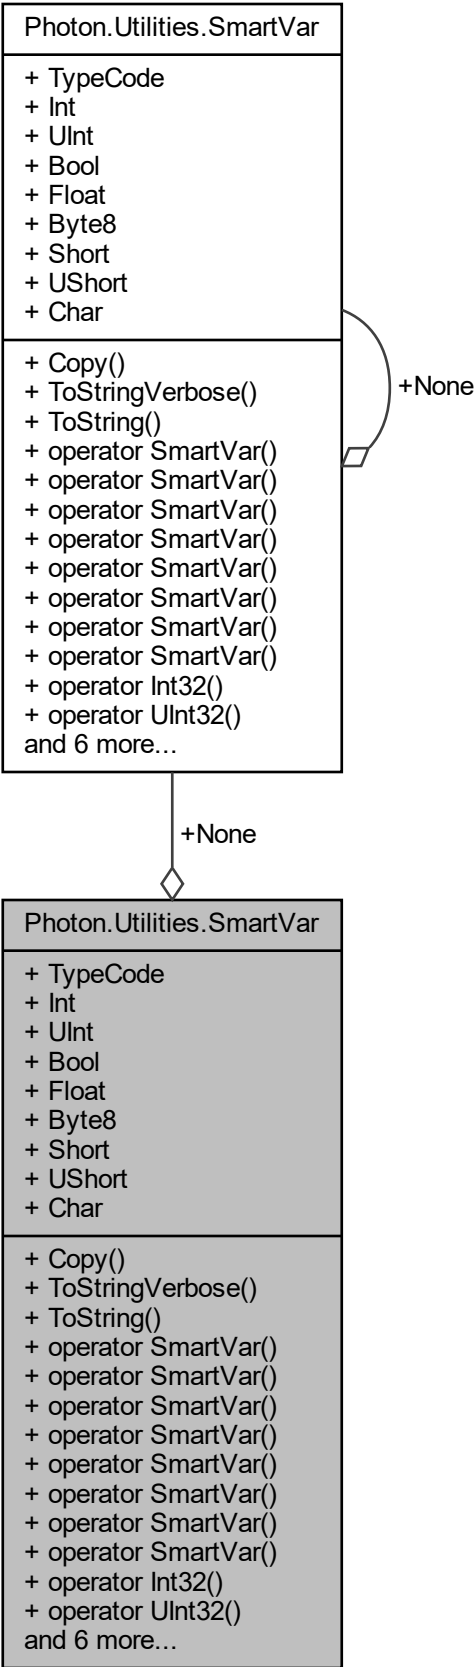 Photon.Utilities.SmartVar
+ TypeCode
+ Int
+ UInt
+ Bool
+ Float
+ Byte8
+ Short
+ UShort
+ Char
+ Copy()
+ ToStringVerbose()
+ ToString()
+ operator SmartVar()
+ operator SmartVar()
+ operator SmartVar()
+ operator SmartVar()
+ operator SmartVar()
+ operator SmartVar()
+ operator SmartVar()
+ operator SmartVar()
+ operator Int32()
+ operator UInt32()
and 6 more...
+None
+None
Photon.Utilities.SmartVar
+ TypeCode
+ Int
+ UInt
+ Bool
+ Float
+ Byte8
+ Short
+ UShort
+ Char
+ Copy()
+ ToStringVerbose()
+ ToString()
+ operator SmartVar()
+ operator SmartVar()
+ operator SmartVar()
+ operator SmartVar()
+ operator SmartVar()
+ operator SmartVar()
+ operator SmartVar()
+ operator SmartVar()
+ operator Int32()
+ operator UInt32()
and 6 more...